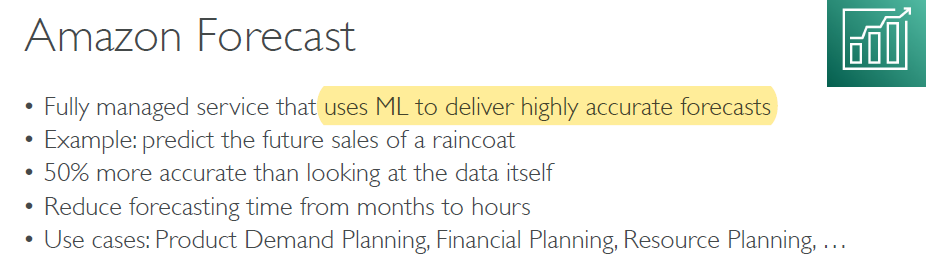 Amazon Forecast
• Fully managed service that uses ML to deliver highly accurate forecasts
• Example: predict the future sales of a raincoat
• 50% more accurate than looking at the data itself
• Reduce forecasting time from months to hours
• Use cases: Product Demand Planning, Financial Planning, Resource Planning, …